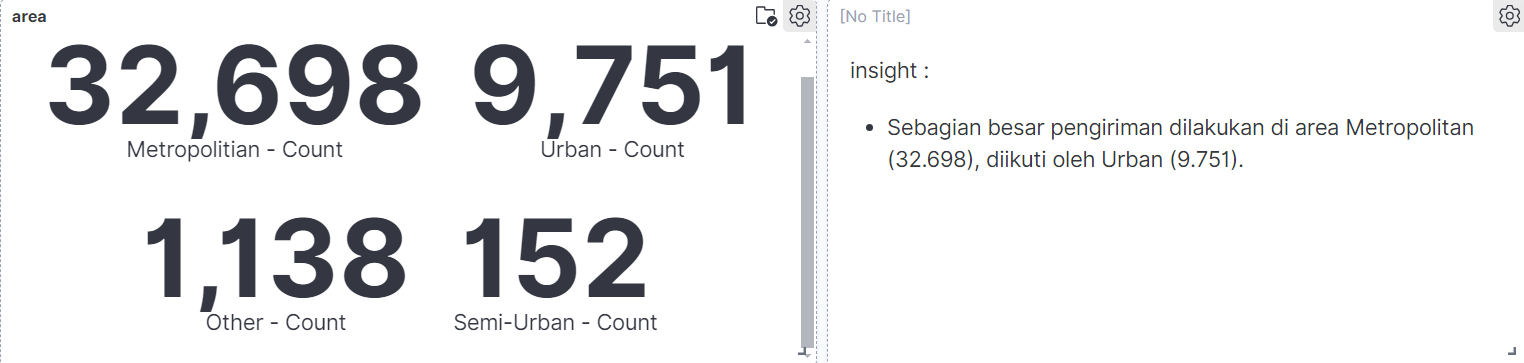 area
32,698
Metropolitian - Count
9,751
Urban - Count
1,138
Other - Count
152
Semi-Urban - Count
[No Title]
insight :
• Sebagian besar pengiriman dilakukan di area Metropolitan
(32.698), diikuti oleh Urban (9.751).